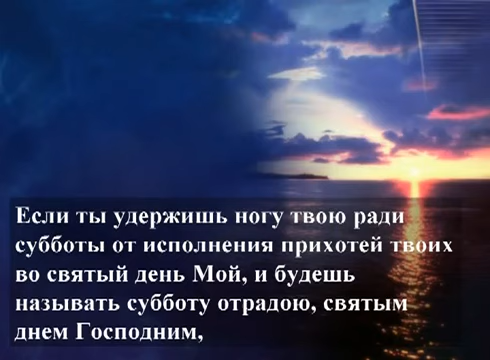 Если ты удержишь ногу твою ради
субботы от исполнения прихотей твоих
во святый день Мой, и будешь
называть субботу отрадою, святым
днем Господним,